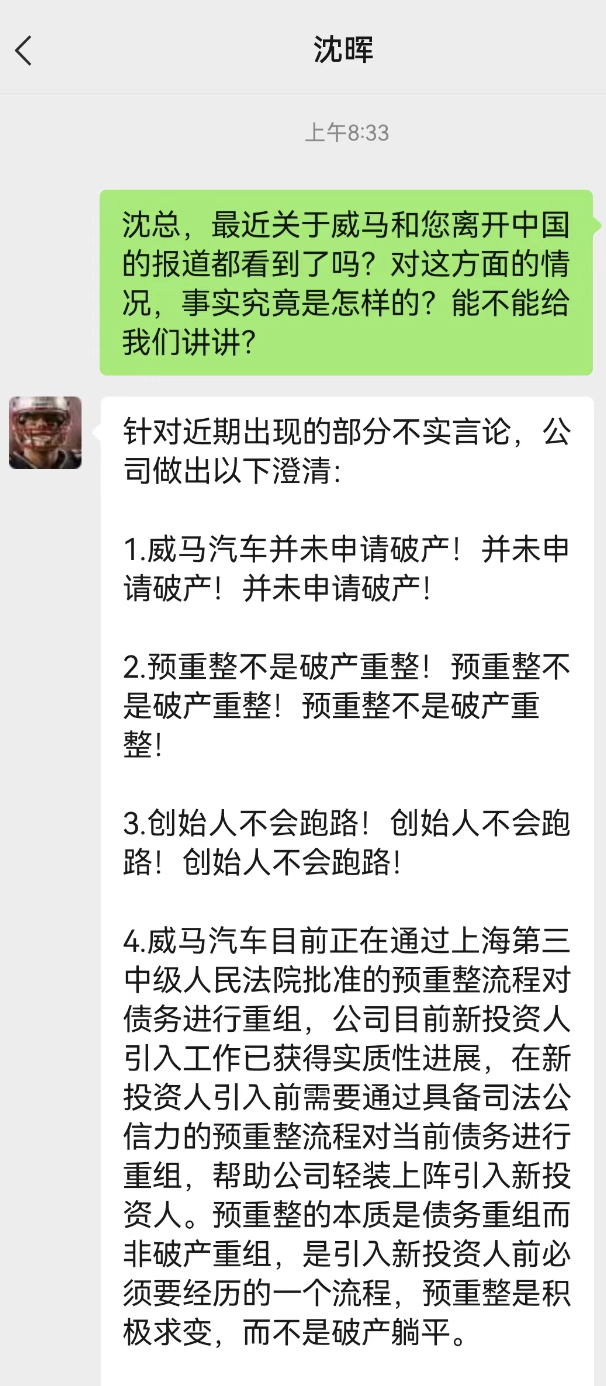 沈晖
上午8:33
沈总，最近关于威马和您离开中国
的报道都看到了吗？对这方面的情
况，事实究竟是怎样的？能不能给
我们讲讲？
针对近期出现的部分不实言论，公
司做出以下澄清：
1.威马汽车并未申请破产！并未申
请破产！并未申请破产！
2.预重整不是破产重整！预重整不
是破产重整！预重整不是破产重
整！
3.创始人不会跑路！创始人不会跑
路！创始人不会跑路！
4.威马汽车目前正在通过上海第三
中级人民法院批准的预重整流程对
债务进行重组，公司目前新投资人
引入工作已获得实质性进展，在新
投资人引入前需要通过具备司法公
信力的预重整流程对当前债务进行
重组，帮助公司轻装上阵引入新投
资人。预重整的本质是债务重组而
非破产重组，是引入新投资人前必
须要经历的一个流程，预重整是积
极求变，而不是破产躺平。